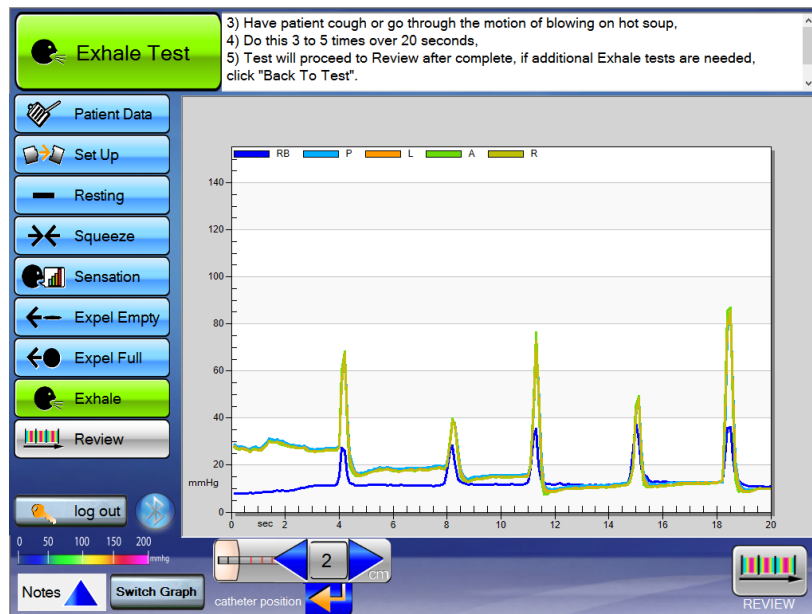 Exhale Test
3) Have patient cough or go through the motion of blowing on hot soup,
4) Do this 3 to 5 times over 20 seconds,
5) Test will proceed to Review after complete, if additional Exhale tests are needed,
click "Back To Test".
Patient Data
Set Up
Resting
Squeeze
Sensation
Expel Empty
Expel Full
Exhale
Review
log out
0 50 100 150 200
mmhg
Notes
Switch Graph
RB P L A R
140
120
100
80
60
40
20
mmHg
0
0 sec 2 4 6 8 10 12 14 16 18 20
2
cm
catheter position
REVIEW